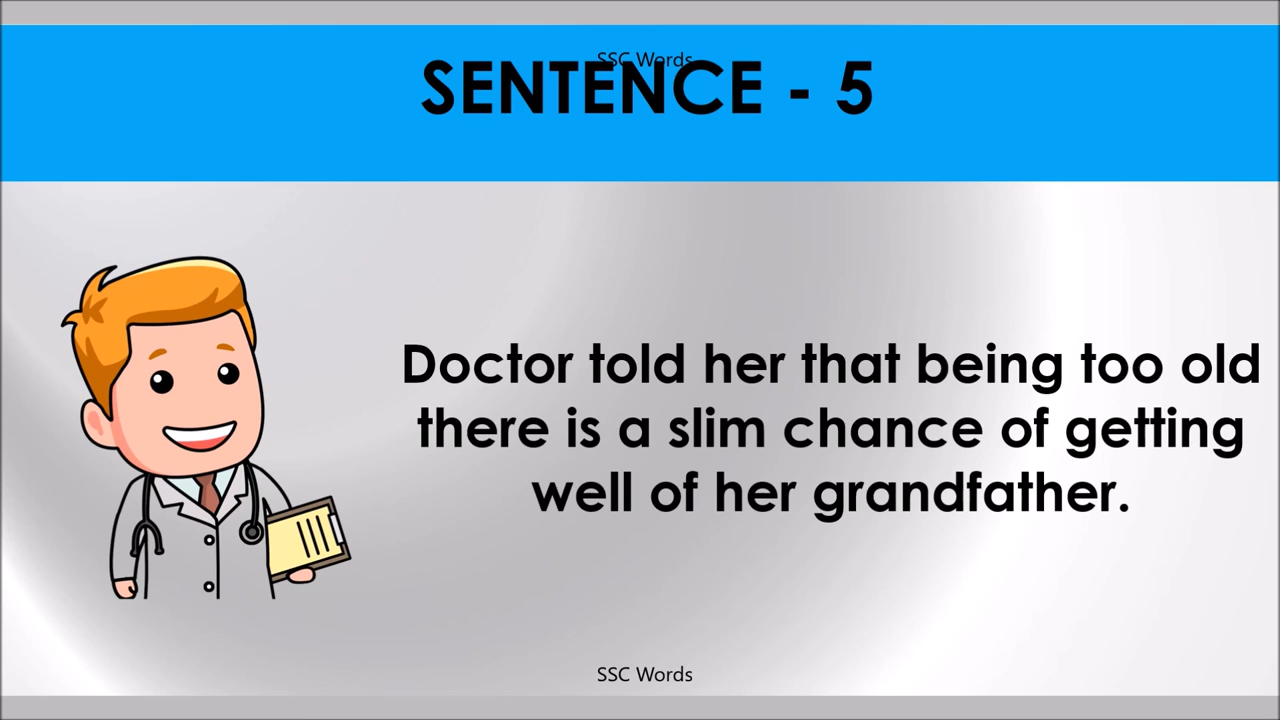 SSC Words
SENTENCE - 5
Doctor told her that being too old
there is a slim chance of getting
well of her grandfather.
SSC Words